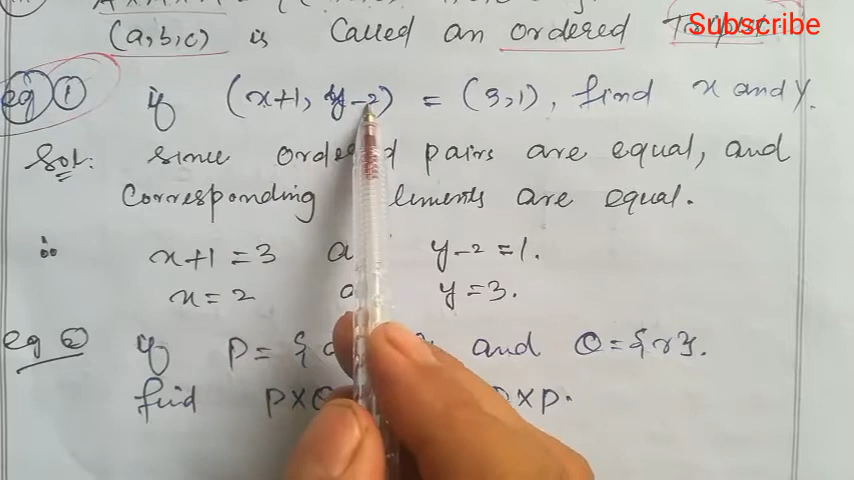 (a,b,c) is called an ordered Triplet.
Subscribe
eg ① if (x+1, y-2) = (3,1), find x and y.
Sol: since ordered pairs are equal, and
corresponding elements are equal.
∴ x+1=3 y-2=1.
x=2 y=3.
eg ② if P={ and Q={r}.
find P×Q ×P.